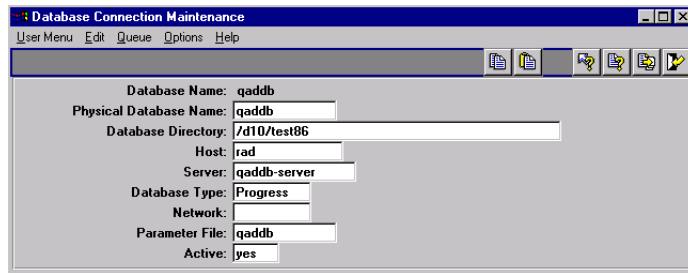 Database Connection Maintenance
User Menu Edit Queue Options Help
Database Name: qaddb
Physical Database Name: qaddb
Database Directory: /d10/test86
Host: rad
Server: qaddb-server
Database Type: Progress
Network:
Parameter File: qaddb
Active: yes